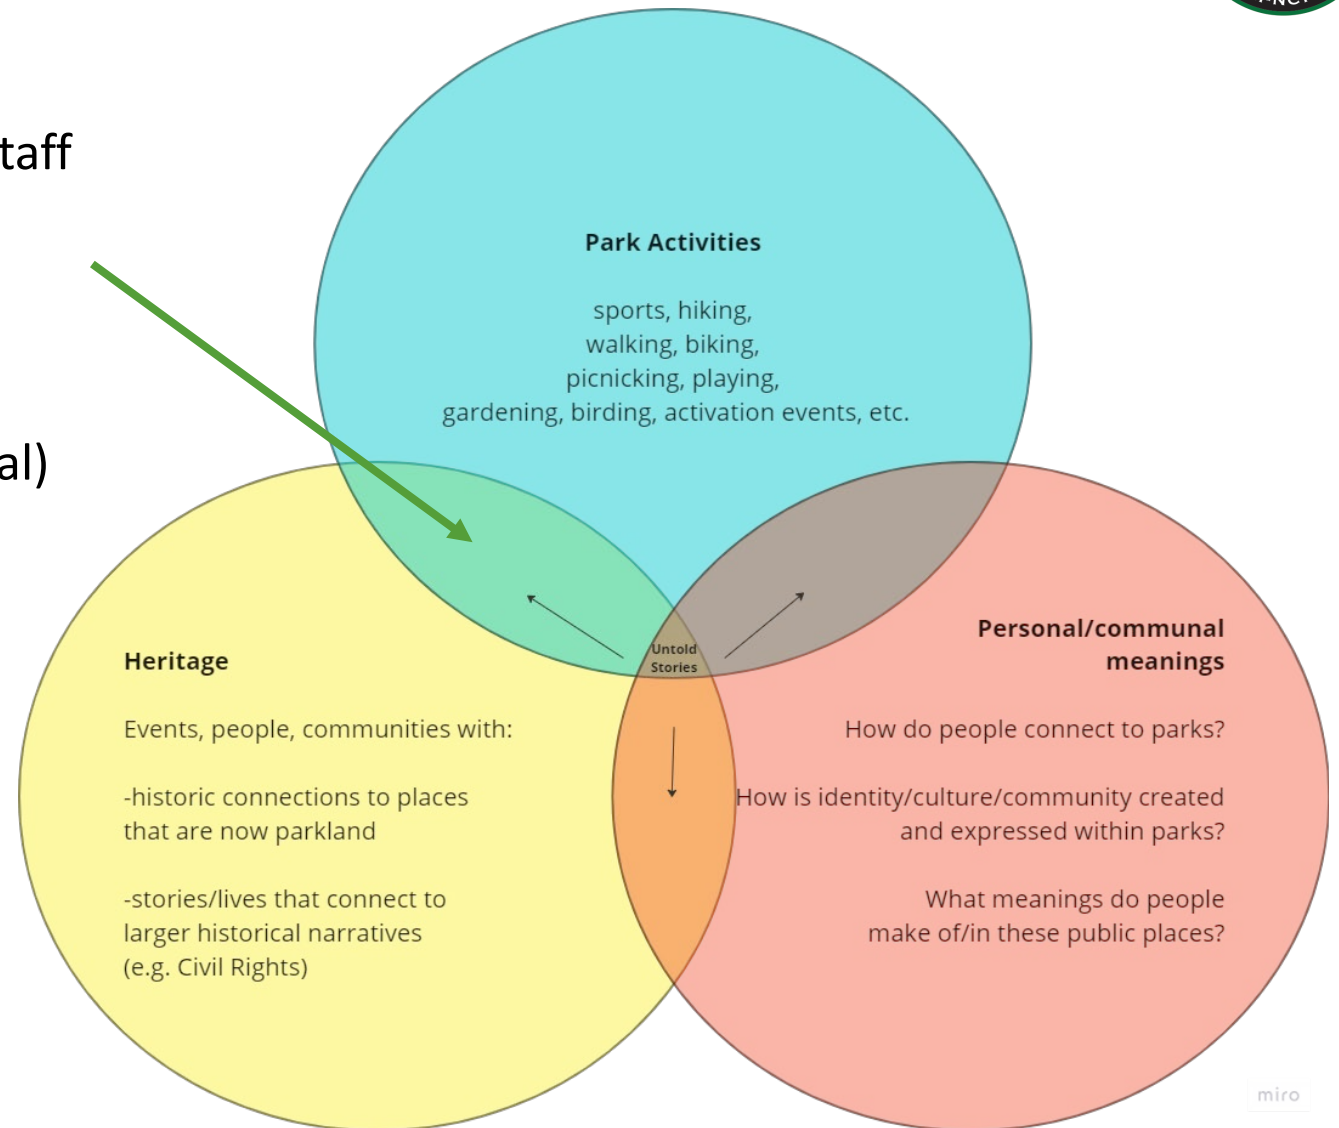 taff
al)
Park Activities
sports, hiking,
walking, biking,
picnicking, playing,
gardening, birding, activation events, etc.
Untold
Stories
Heritage
Events, people, communities with:
-historic connections to places
that are now parkland
-stories/lives that connect to
larger historical narratives
(e.g. Civil Rights)
Personal/communal
meanings
How do people connect to parks?
How is identity/culture/community created
and expressed within parks?
What meanings do people
make of/in these public places?
miro